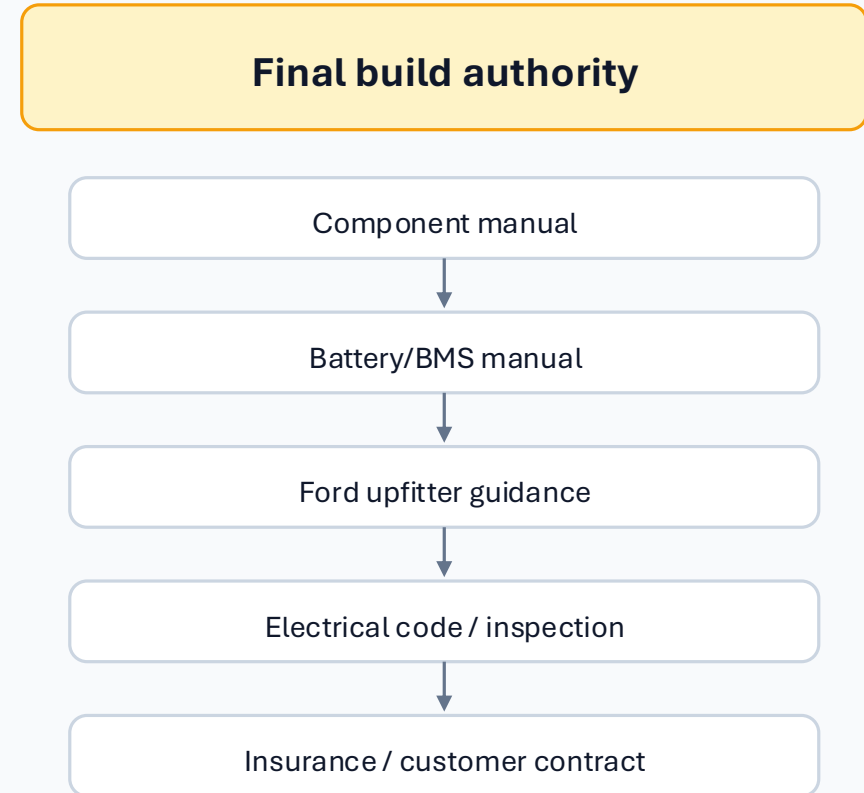 Final build authority
Component manual
Battery/BMS manual
Ford upfitter guidance
Electrical code / inspection
Insurance / customer contract